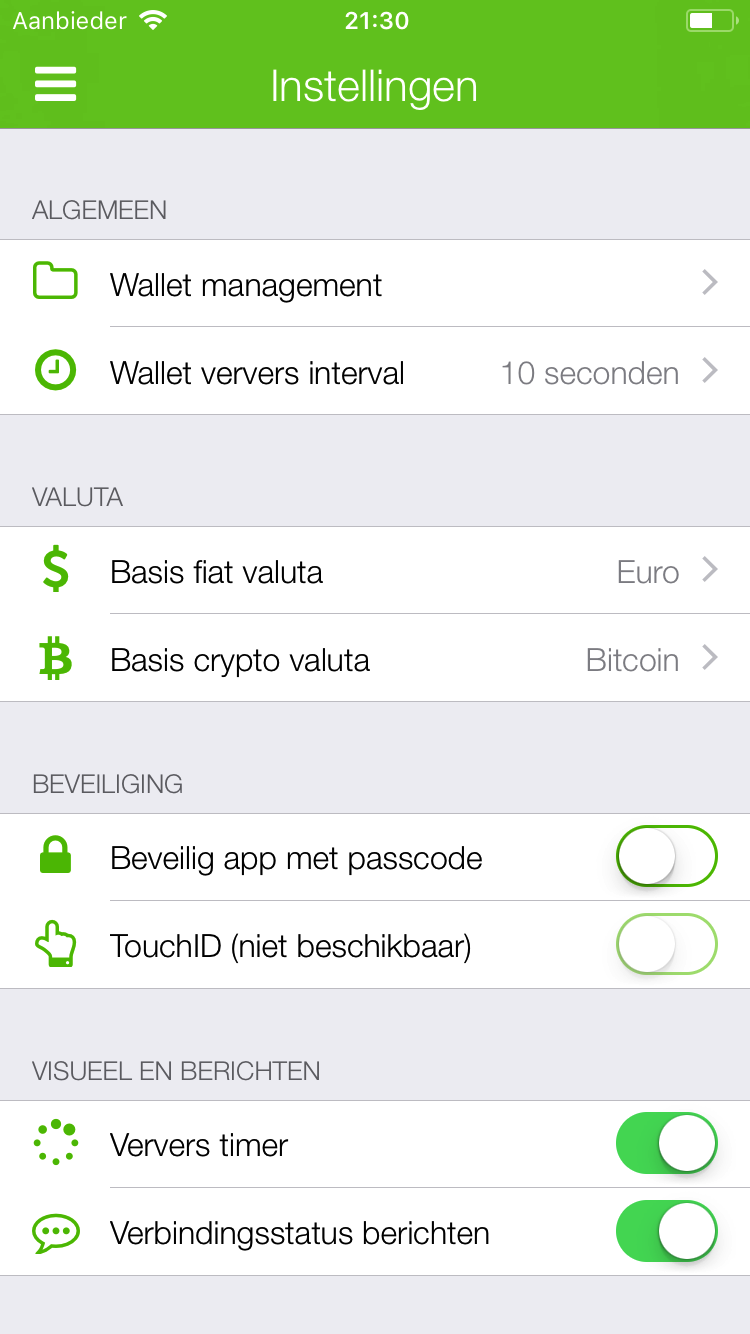 Aanbieder 21:30
Instellingen
ALGEMEEN
Wallet management
Wallet ververs interval 10 seconden
VALUTA
Basis fiat valuta Euro
Basis crypto valuta Bitcoin
BEVEILIGING
Beveilig app met passcode
TouchID (niet beschikbaar)
VISUEEL EN BERICHTEN
Ververs timer
Verbindingsstatus berichten